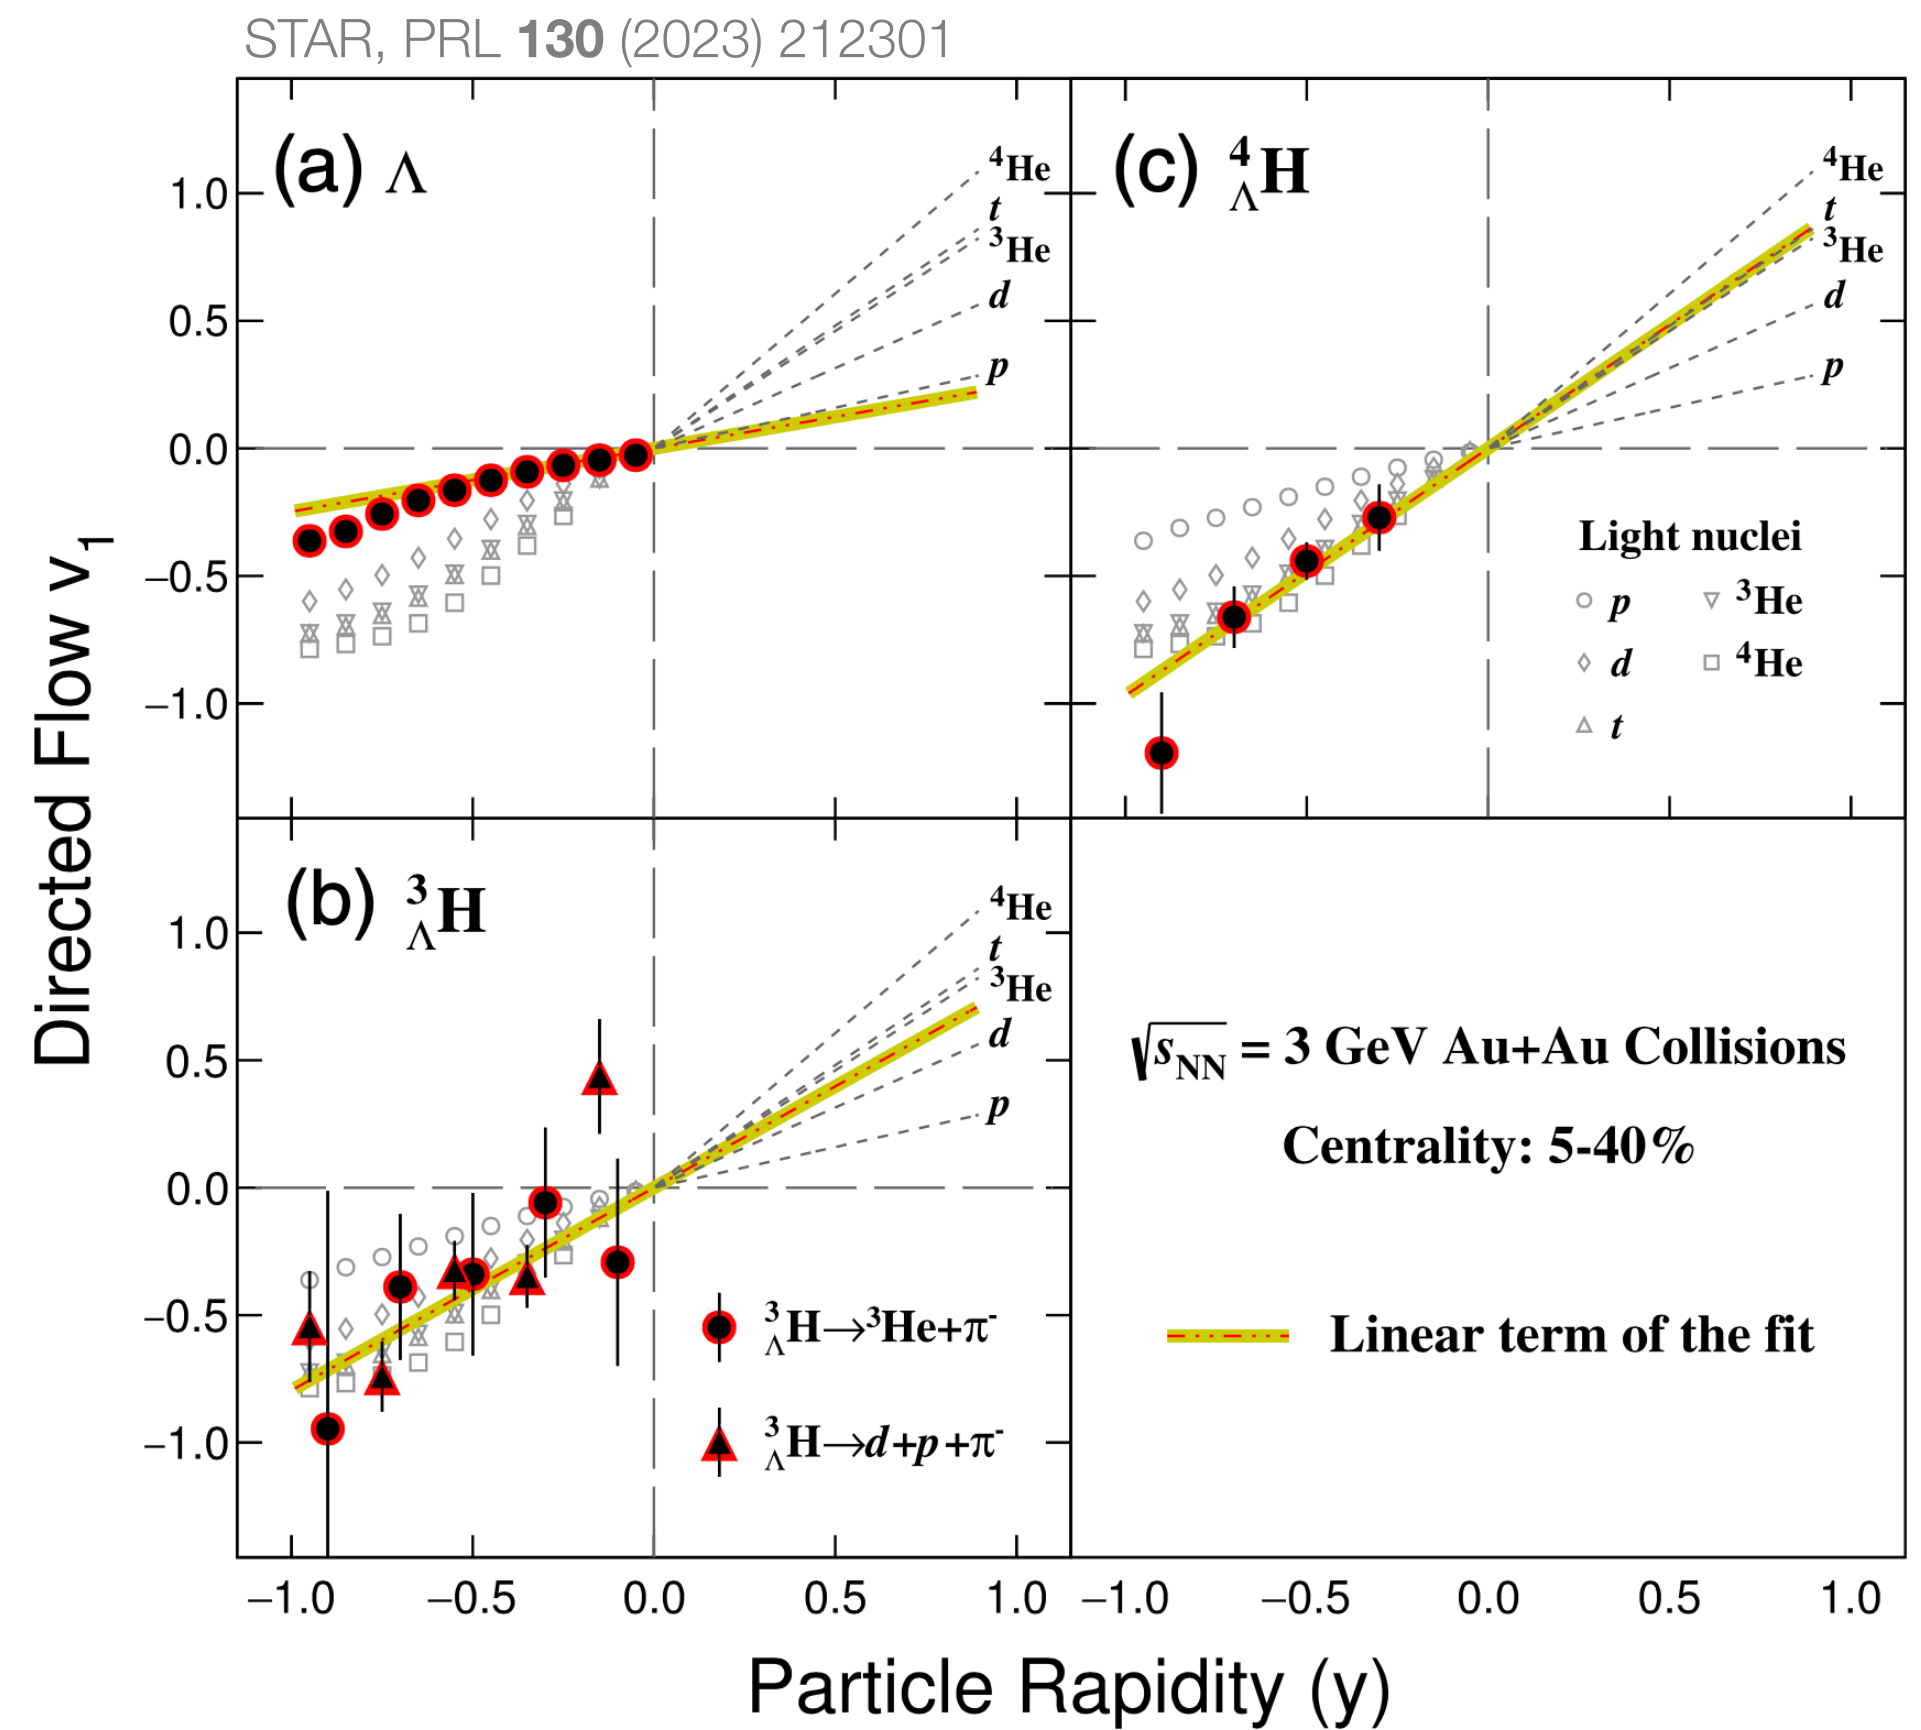 STAR, PRL 130 (2023) 212301
Directed Flow v₁
(a) Λ
1.0
0.5
0.0
−0.5
−1.0
⁴He
t
³He
d
p
(c) ⁴ΛH
⁴He
t
³He
d
p
Light nuclei
p ³He
d ⁴He
t
(b) ³ΛH
1.0
0.5
0.0
−0.5
−1.0
⁴He
t
³He
d
p
³ΛH→³He+π⁻
³ΛH→d+p+π⁻
√sNN = 3 GeV Au+Au Collisions
Centrality: 5-40%
Linear term of the fit
−1.0 −0.5 0.0 0.5 1.0 −1.0 −0.5 0.0 0.5 1.0
Particle Rapidity (y)